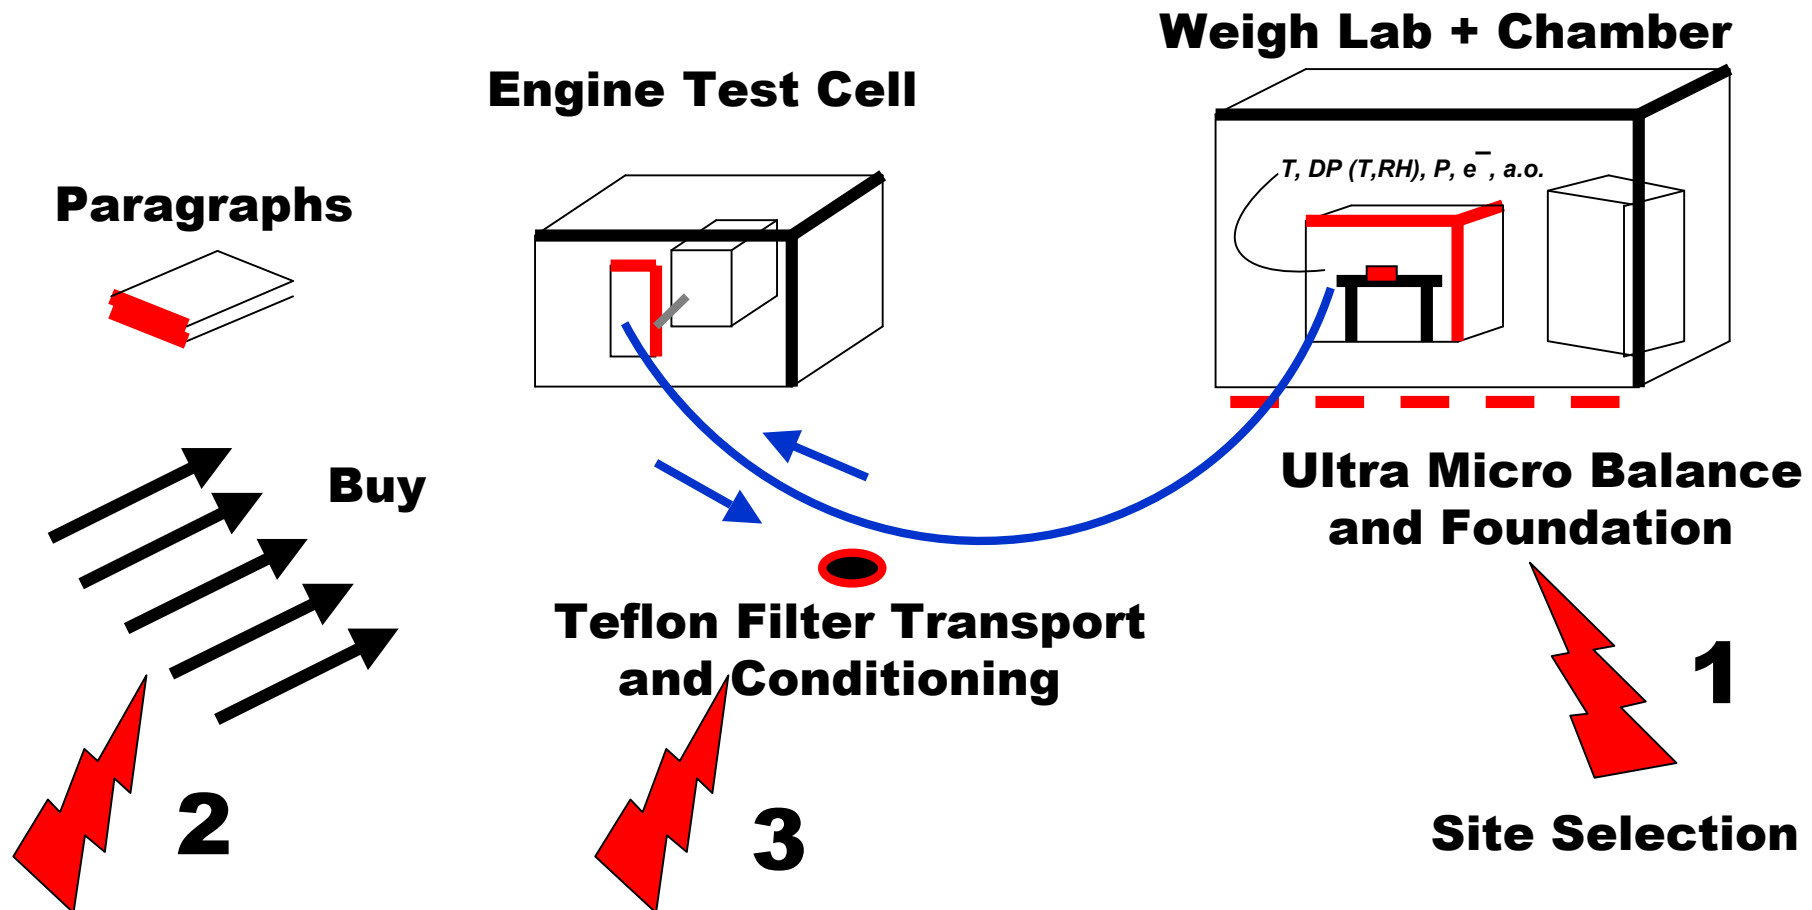 Weigh Lab + Chamber
Engine Test Cell
T, DP (T,RH), P, e‾, a.o.
Paragraphs
Buy
Ultra Micro Balance
and Foundation
Teflon Filter Transport
and Conditioning
1
2
3
Site Selection